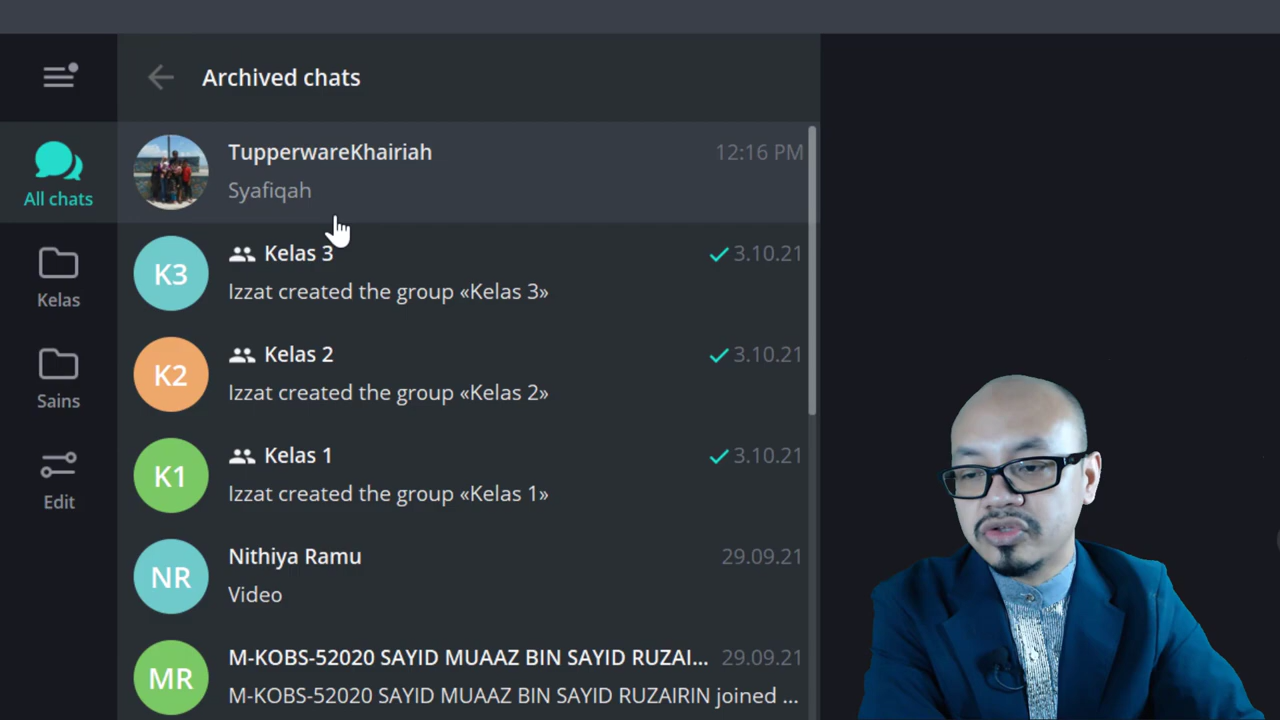 Archived chats
All chats
Kelas
Sains
Edit
TupperwareKhairiah 12:16 PM
Syafiqah
K3 Kelas 3 3.10.21
Izzat created the group «Kelas 3»
K2 Kelas 2 3.10.21
Izzat created the group «Kelas 2»
K1 Kelas 1 3.10.21
Izzat created the group «Kelas 1»
NR Nithiya Ramu 29.09.21
Video
MR M-KOBS-52020 SAYID MUAAZ BIN SAYID RUZAI... 29.09.21
M-KOBS-52020 SAYID MUAAZ BIN SAYID RUZAIRIN joined ...